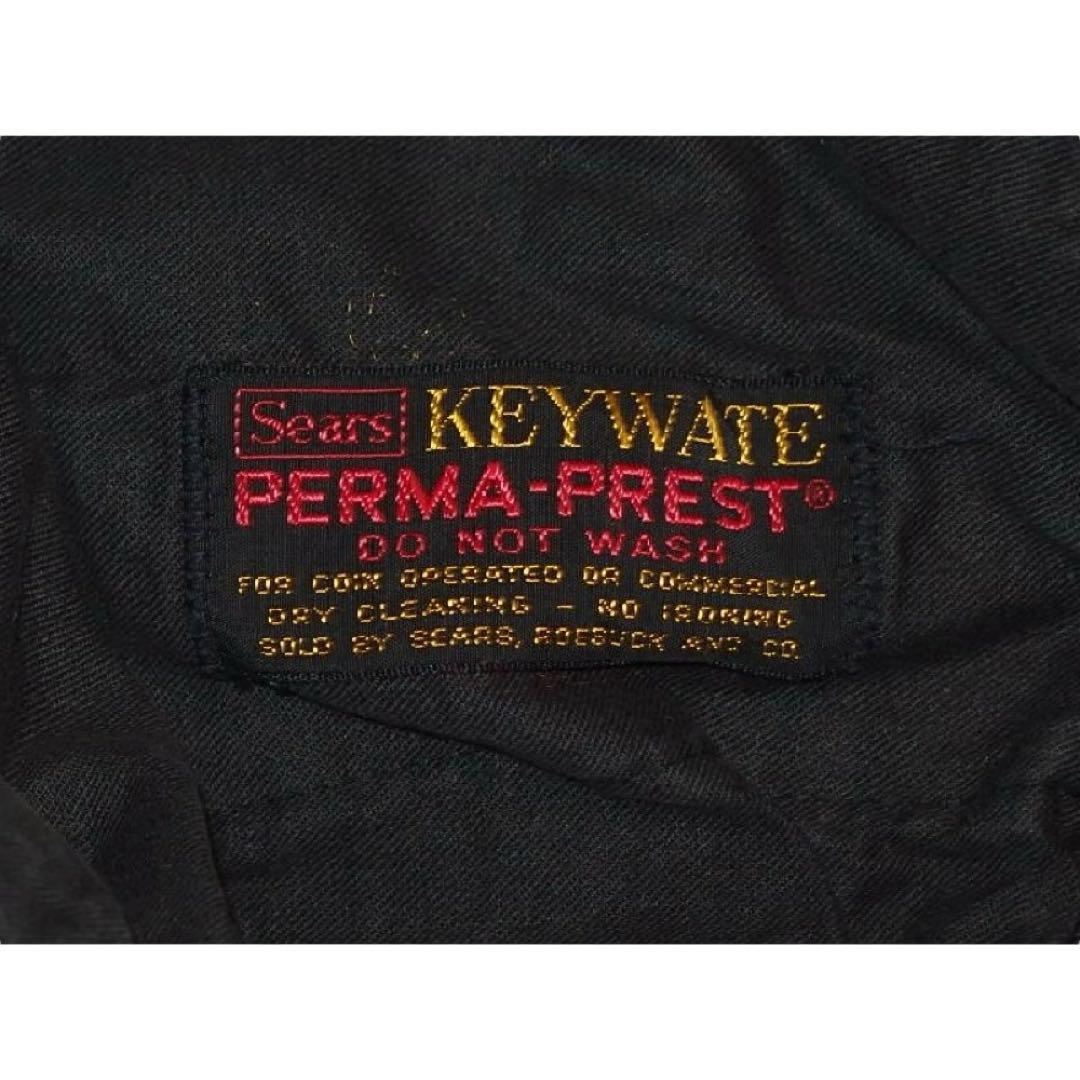 Sears KEYWATE
PERMA-PREST®
DO NOT WASH
FOR COIN OPERATED OR COMMERCIAL
DRY CLEANING - NO IRONING
SOLD BY SEARS, ROEBUCK AND CO.